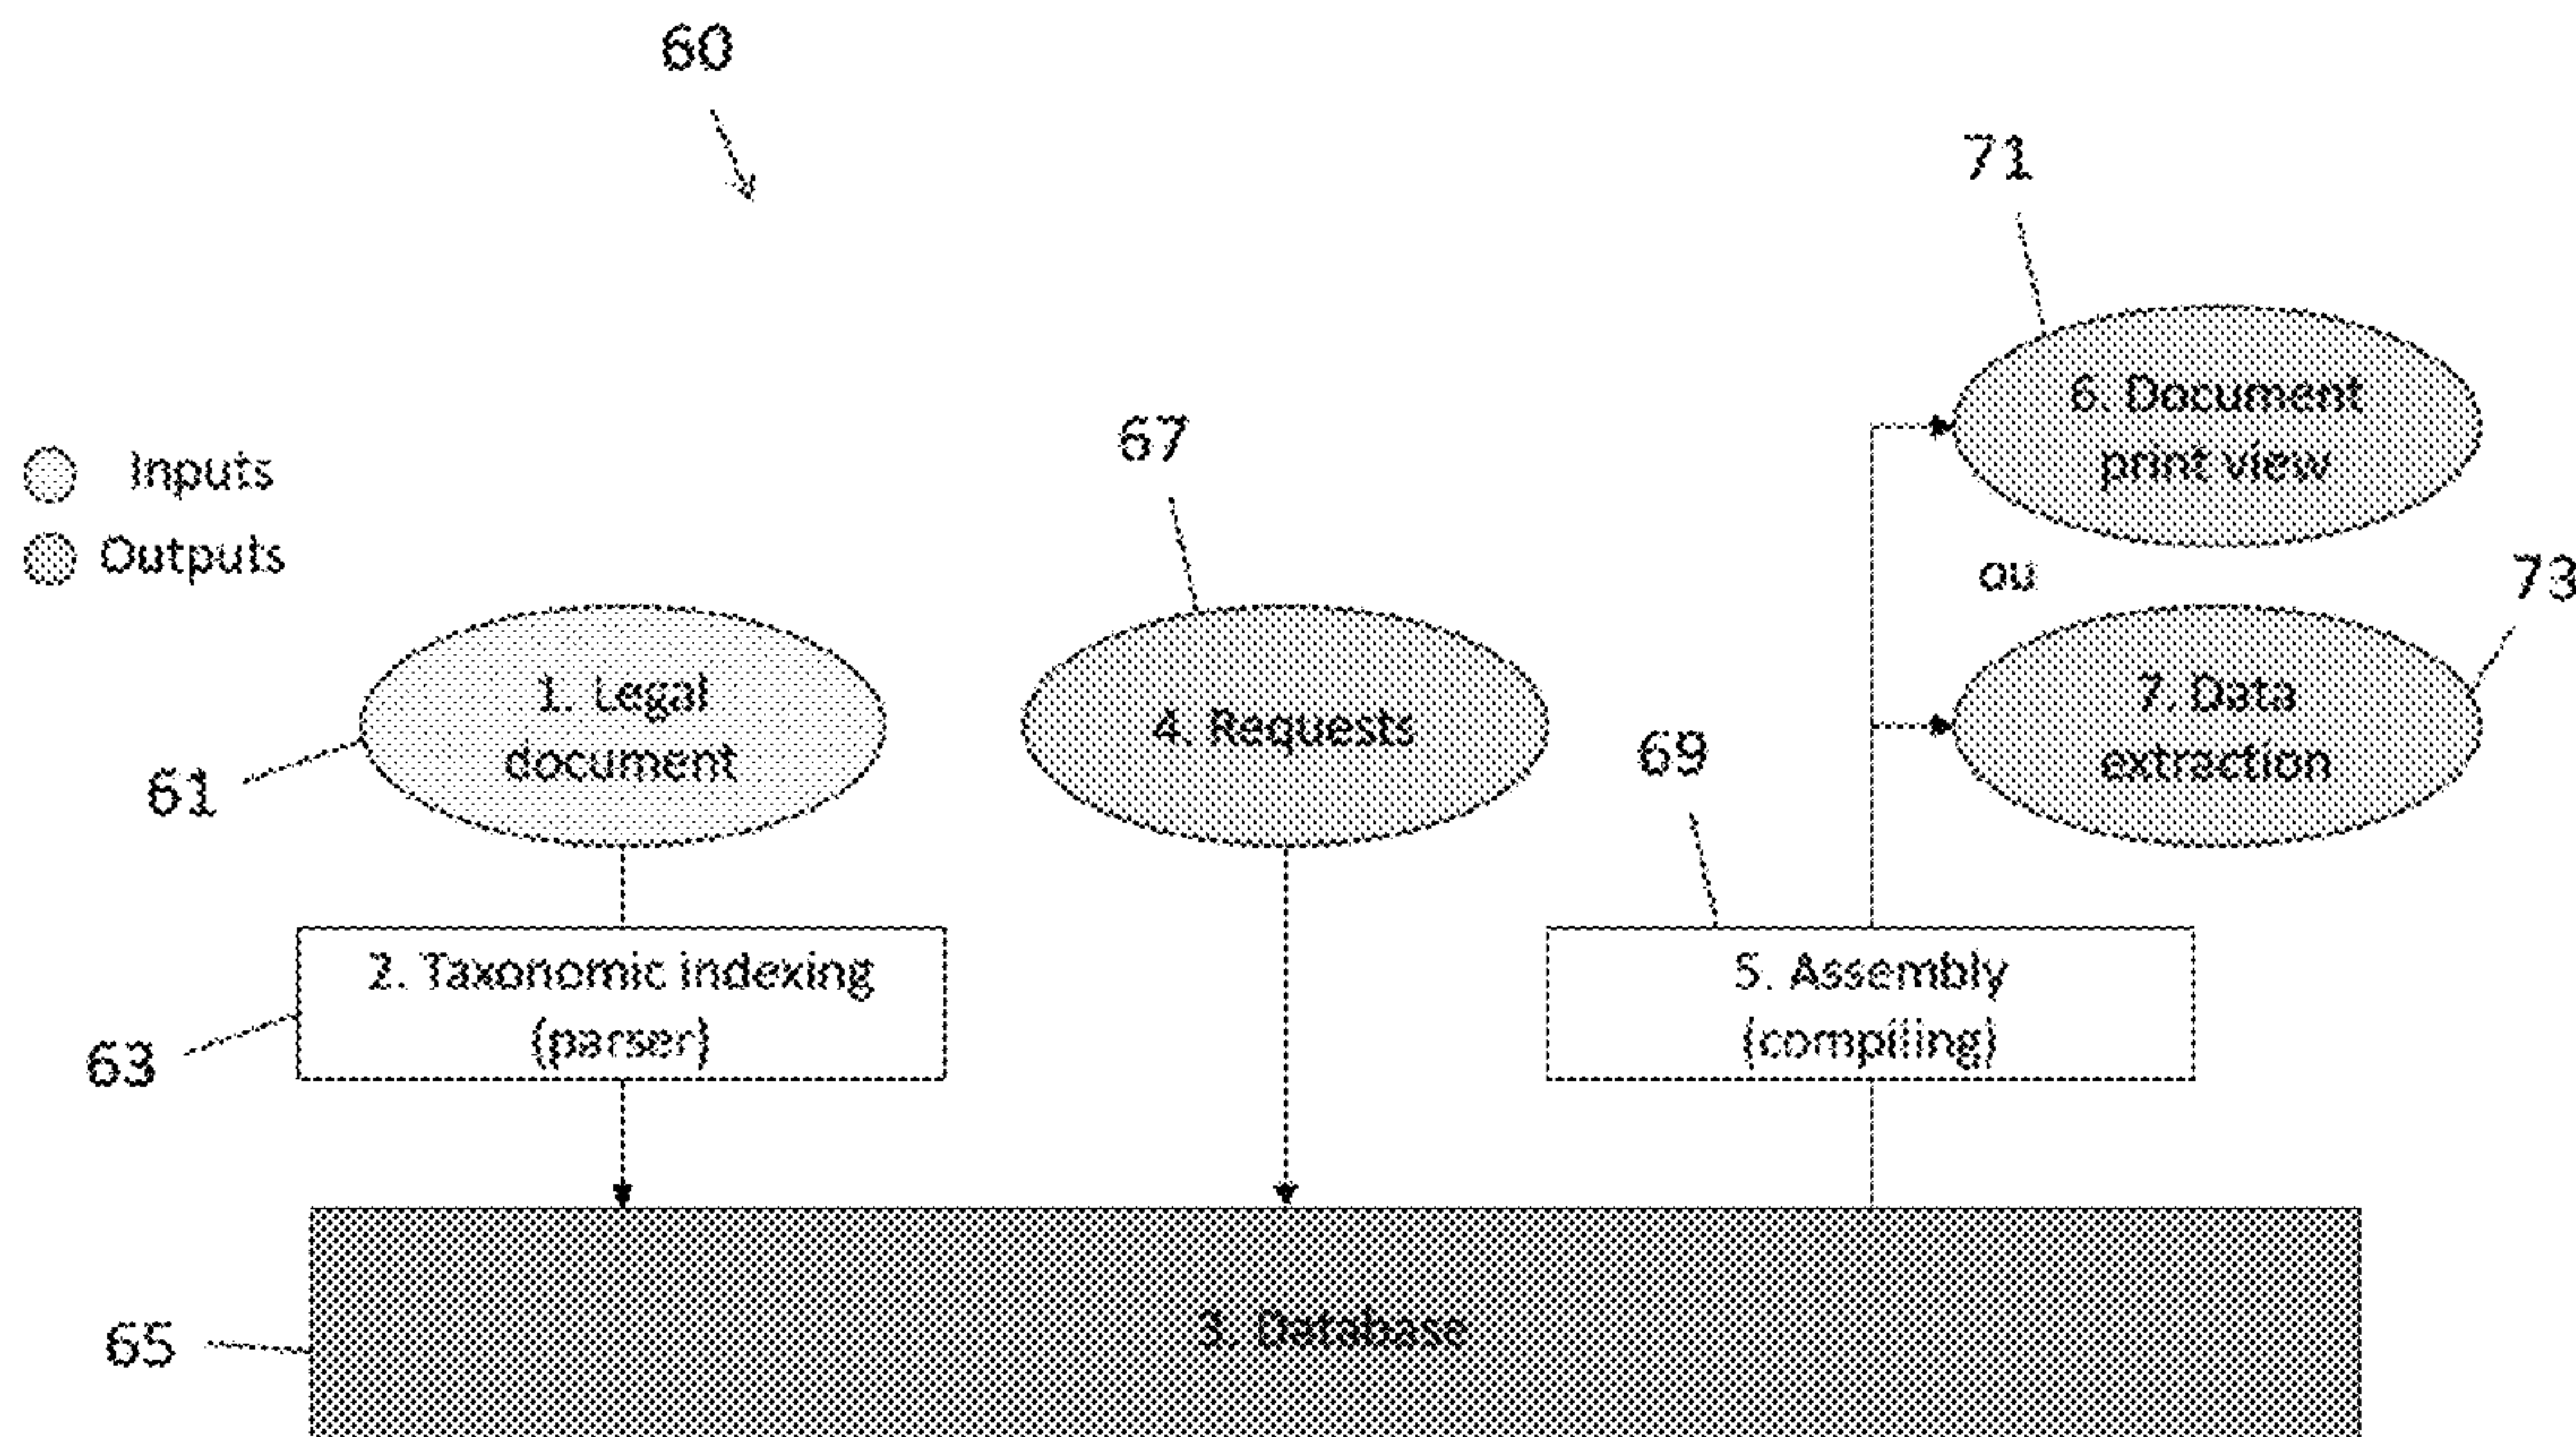 60
71
6. Document
print view
67
Inputs
Outputs
ou
73
1. Legal
document
4. Requests
7. Data
extraction
69
61
2. Taxonomic indexing
(parser)
5. Assembly
(compiling)
63
3. Database
65